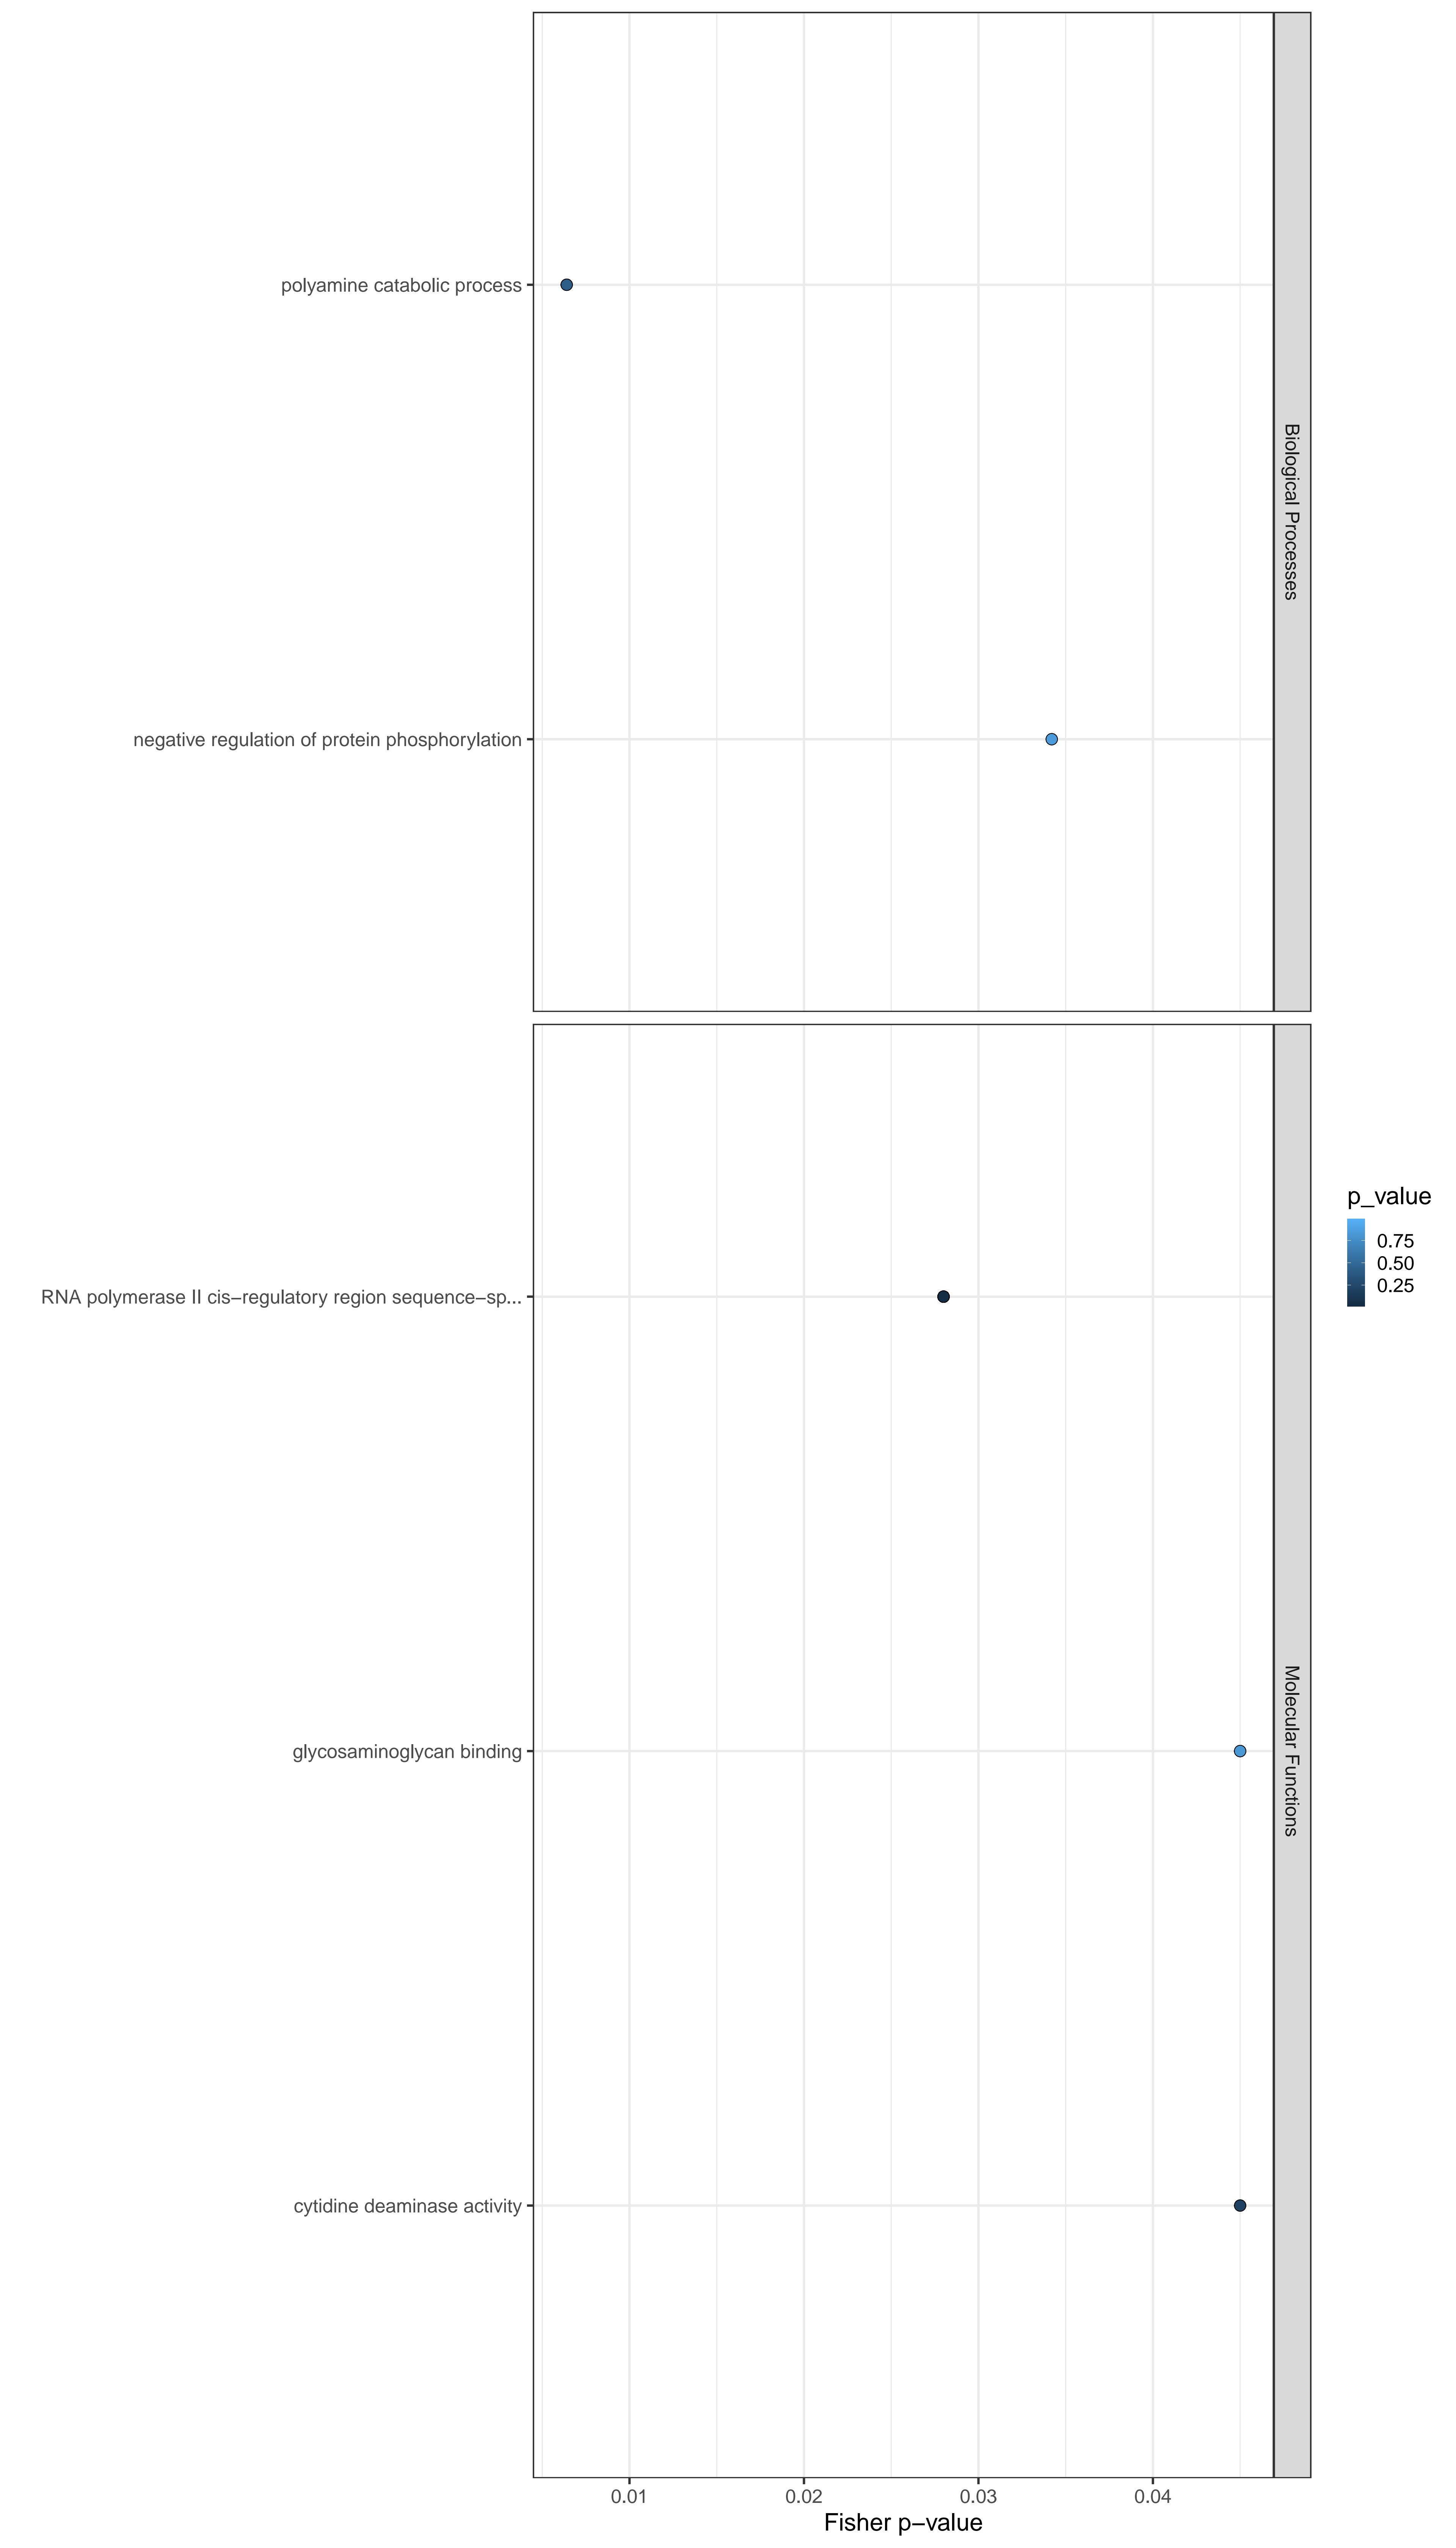 polyamine catabolic process
negative regulation of protein phosphorylation
Biological Processes
RNA polymerase II cis−regulatory region sequence−sp...
glycosaminoglycan binding
cytidine deaminase activity
Molecular Functions
0.01 0.02 0.03 0.04
Fisher p−value
p_value
0.75
0.50
0.25